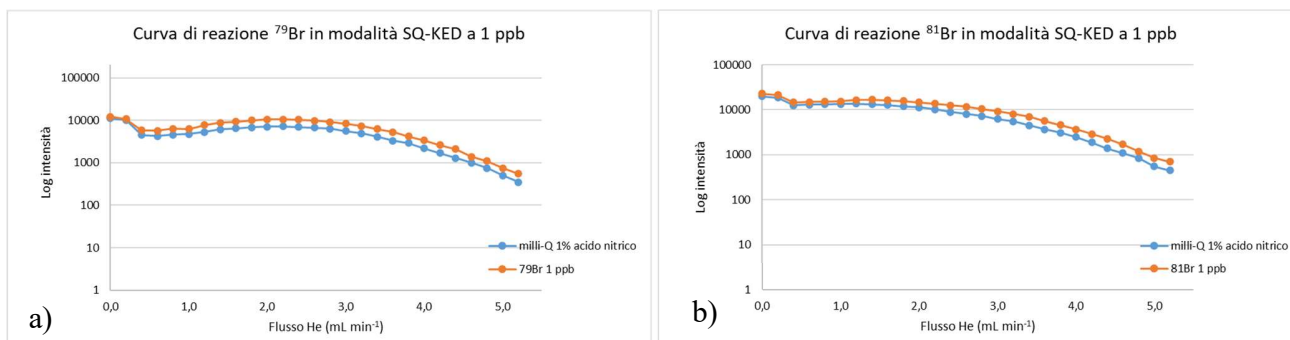 Curva di reazione ⁷⁹Br in modalità SQ-KED a 1 ppb
100000
10000
1000
100
10
1
Log intensità
0,0 1,0 2,0 3,0 4,0 5,0
Flusso He (mL min⁻¹)
milli-Q 1% acido nitrico
79Br 1 ppb
a)
Curva di reazione ⁸¹Br in modalità SQ-KED a 1 ppb
100000
10000
1000
100
10
1
Log intensità
0,0 1,0 2,0 3,0 4,0 5,0
Flusso He (mL min⁻¹)
milli-Q 1% acido nitrico
81Br 1 ppb
b)